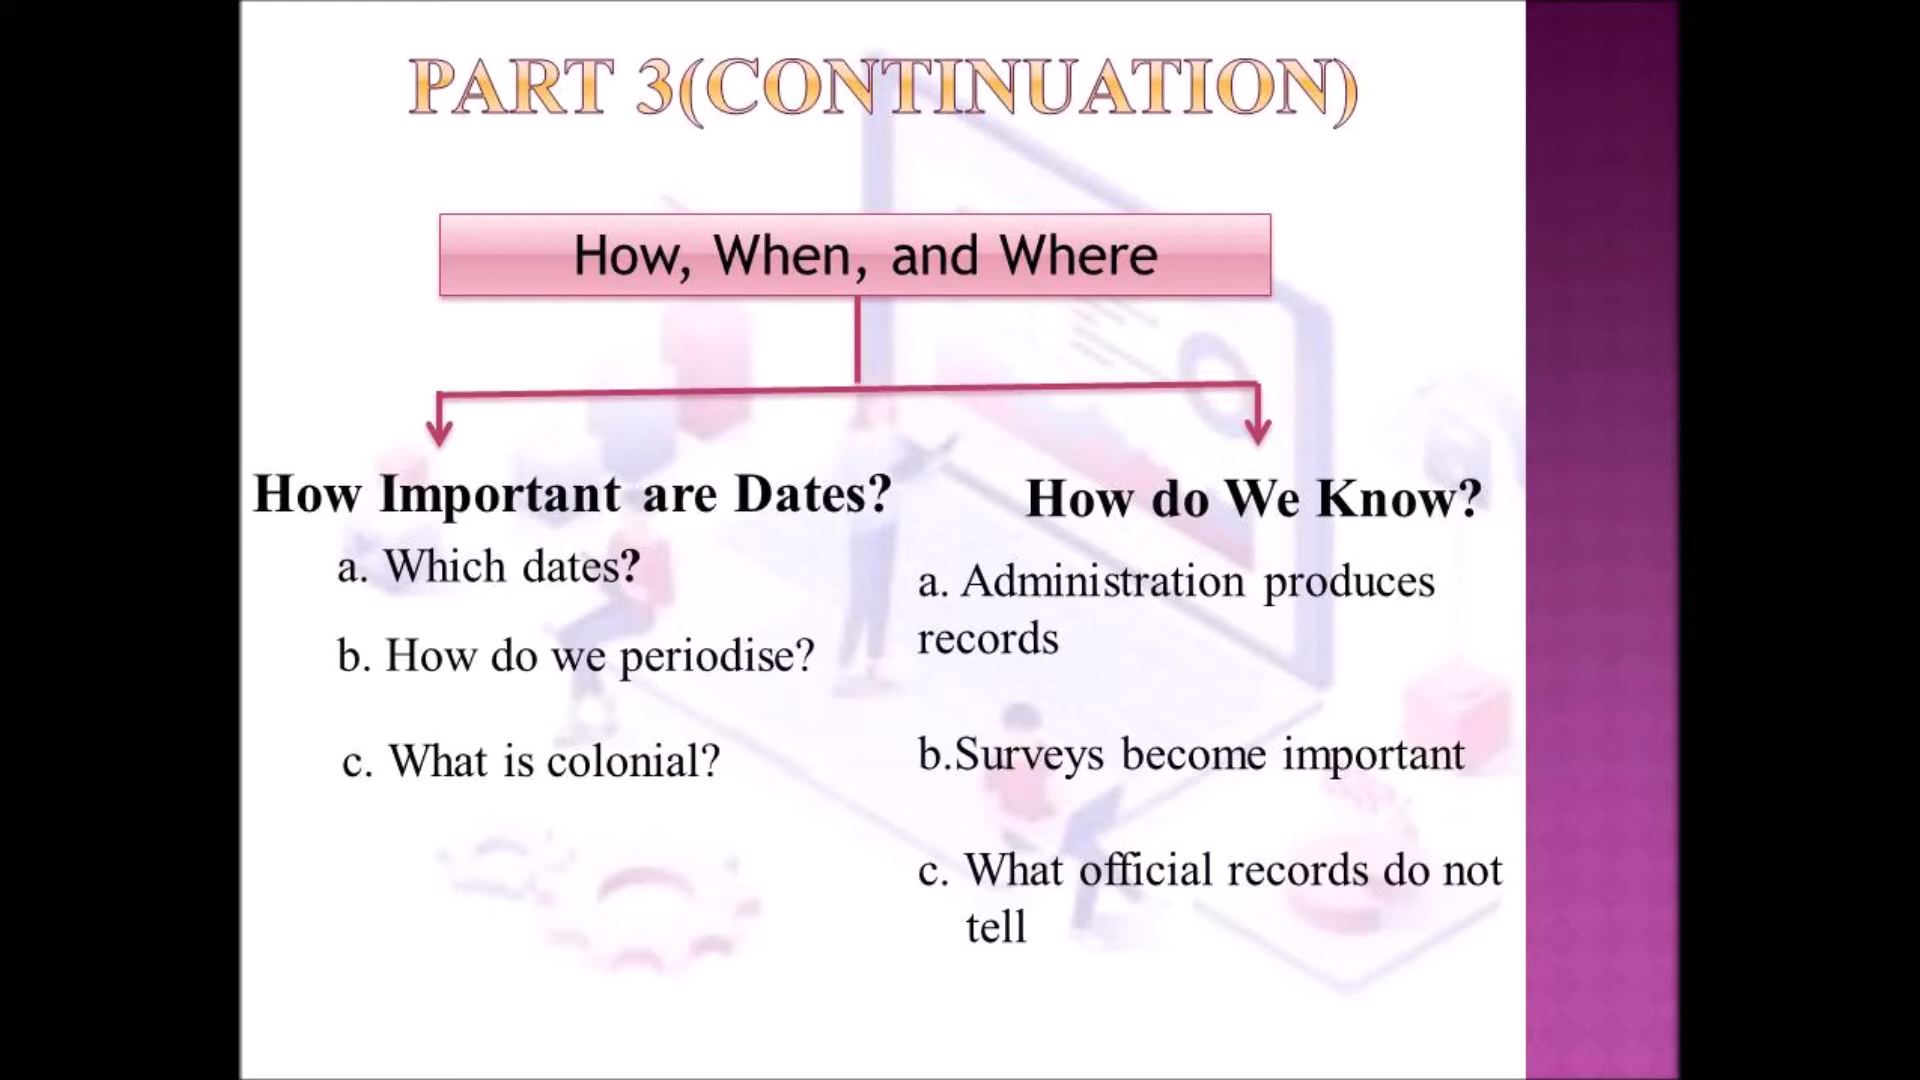 PART 3(CONTINUATION)
How, When, and Where
How Important are Dates?
a. Which dates?
b. How do we periodise?
c. What is colonial?
How do We Know?
a. Administration produces
records
b.Surveys become important
c. What official records do not
tell